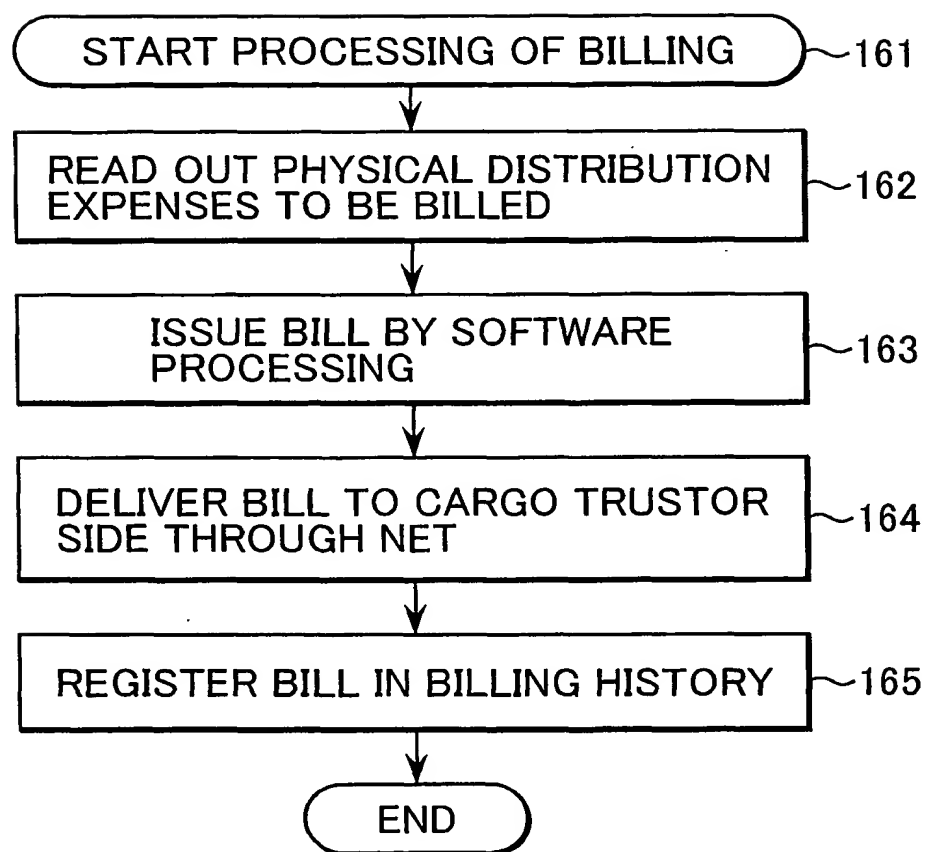 START PROCESSING OF BILLING
161
READ OUT PHYSICAL DISTRIBUTION
EXPENSES TO BE BILLED
162
ISSUE BILL BY SOFTWARE
PROCESSING
163
DELIVER BILL TO CARGO TRUSTOR
SIDE THROUGH NET
164
REGISTER BILL IN BILLING HISTORY
165
END